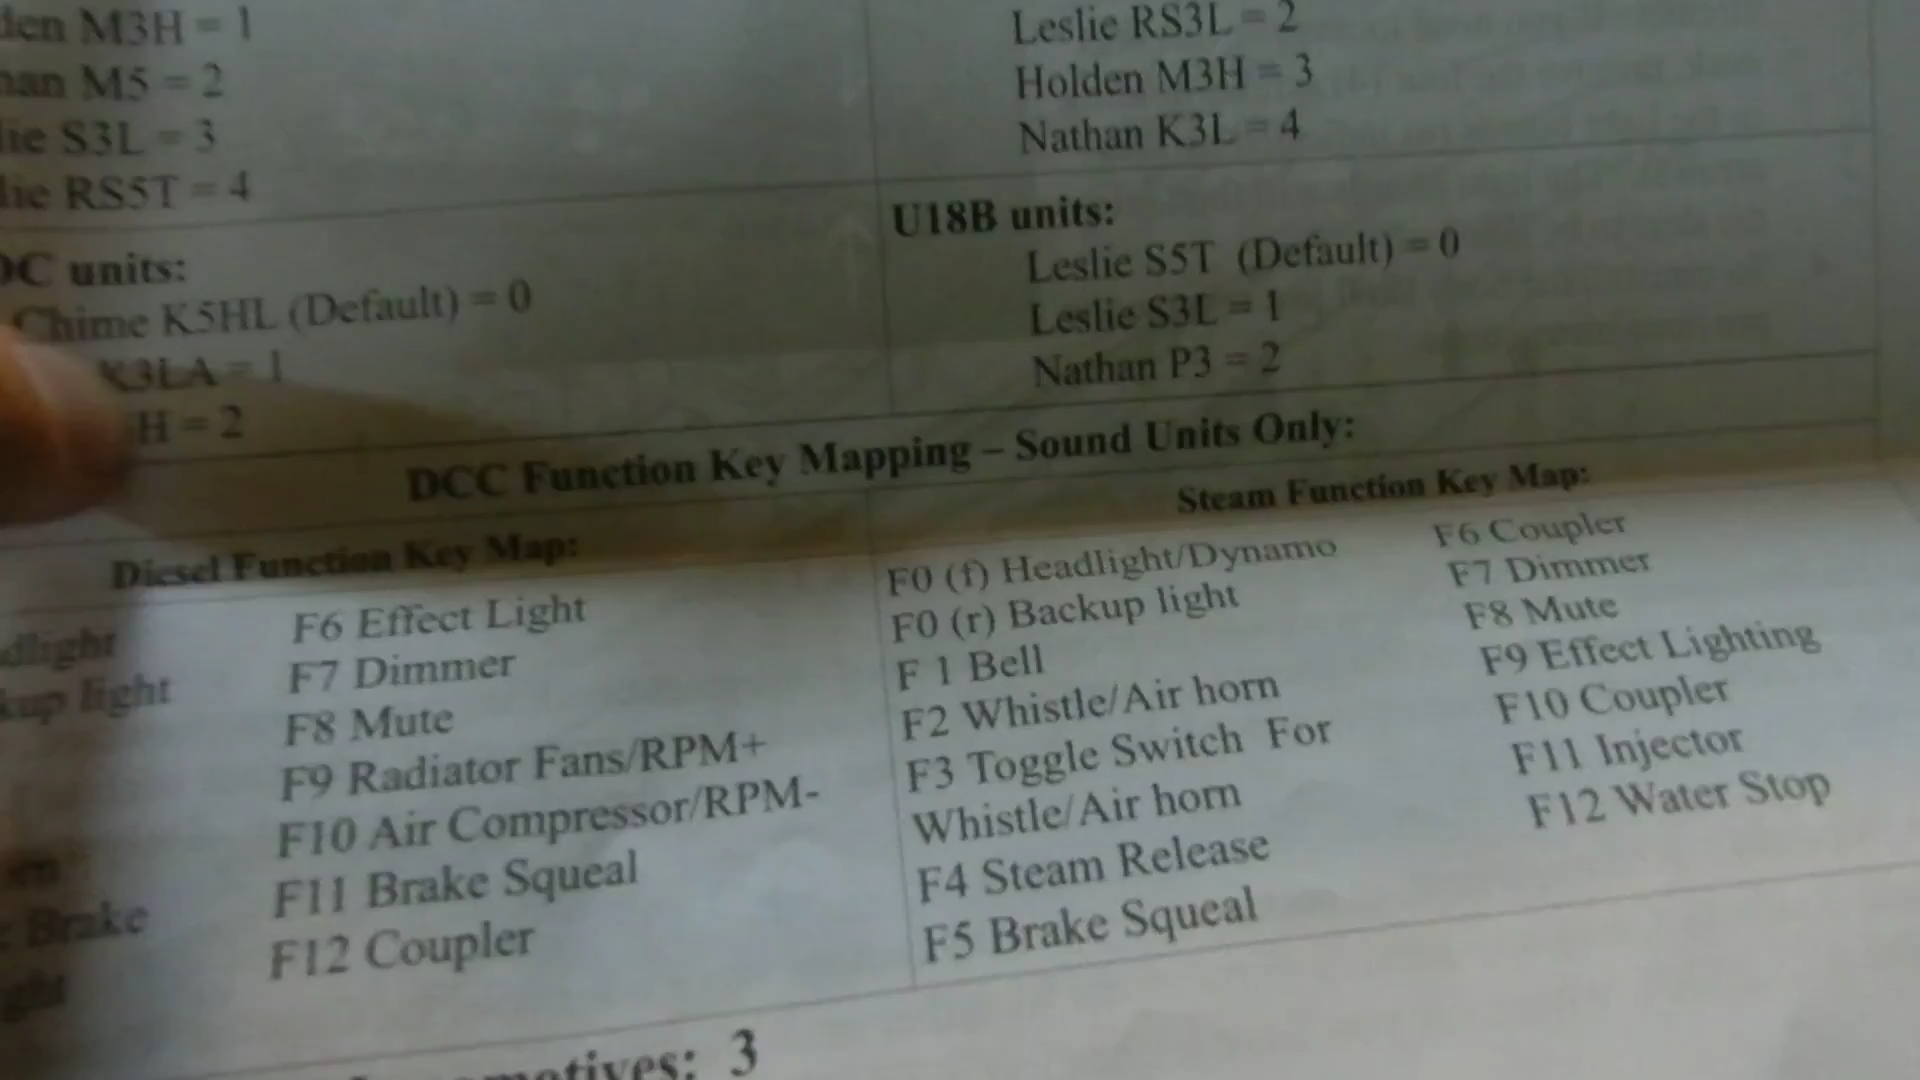 M3H = 1
M5 = 2
S3L = 3
RS5T = 4
units:
Chime K5HL (Default) = 0
K3LA = 1
H = 2
Leslie RS3L = 2
Holden M3H = 3
Nathan K3L = 4
U18B units:
Leslie S5T (Default) = 0
Leslie S3L = 1
Nathan P3 = 2
DCC Function Key Mapping – Sound Units Only:
Diesel Function Key Map:
light
Brake
F6 Effect Light
F7 Dimmer
F8 Mute
F9 Radiator Fans/RPM+
F10 Air Compressor/RPM-
F11 Brake Squeal
F12 Coupler
Steam Function Key Map:
F0 (f) Headlight/Dynamo
F0 (r) Backup light
F 1 Bell
F2 Whistle/Air horn
F3 Toggle Switch For
Whistle/Air horn
F4 Steam Release
F5 Brake Squeal
F6 Coupler
F7 Dimmer
F8 Mute
F9 Effect Lighting
F10 Coupler
F11 Injector
F12 Water Stop
3